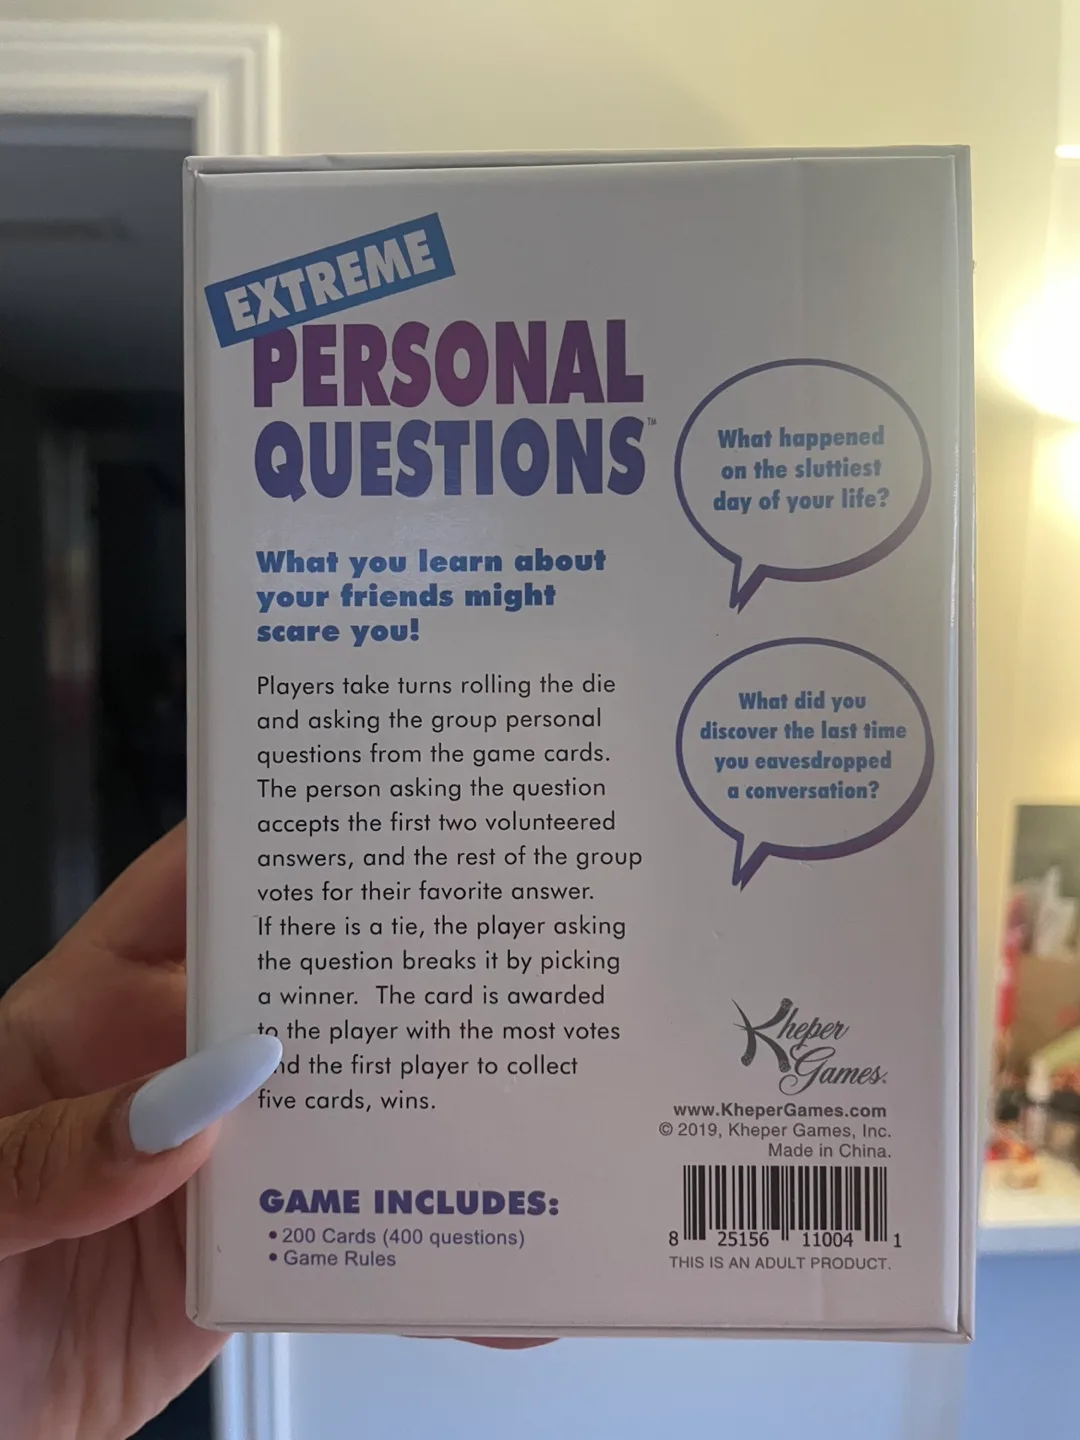 EXTREME
PERSONAL
QUESTIONS™
What you learn about
your friends might
scare you!
Players take turns rolling the die
and asking the group personal
questions from the game cards.
The person asking the question
accepts the first two volunteered
answers, and the rest of the group
votes for their favorite answer.
If there is a tie, the player asking
the question breaks it by picking
a winner. The card is awarded
to the player with the most votes
and the first player to collect
five cards, wins.
GAME INCLUDES:
• 200 Cards (400 questions)
• Game Rules
What happened
on the sluttiest
day of your life?
What did you
discover the last time
you eavesdropped
a conversation?
Kheper
Games.
www.KheperGames.com
© 2019, Kheper Games, Inc.
Made in China.
8 25156 11004 1
THIS IS AN ADULT PRODUCT.